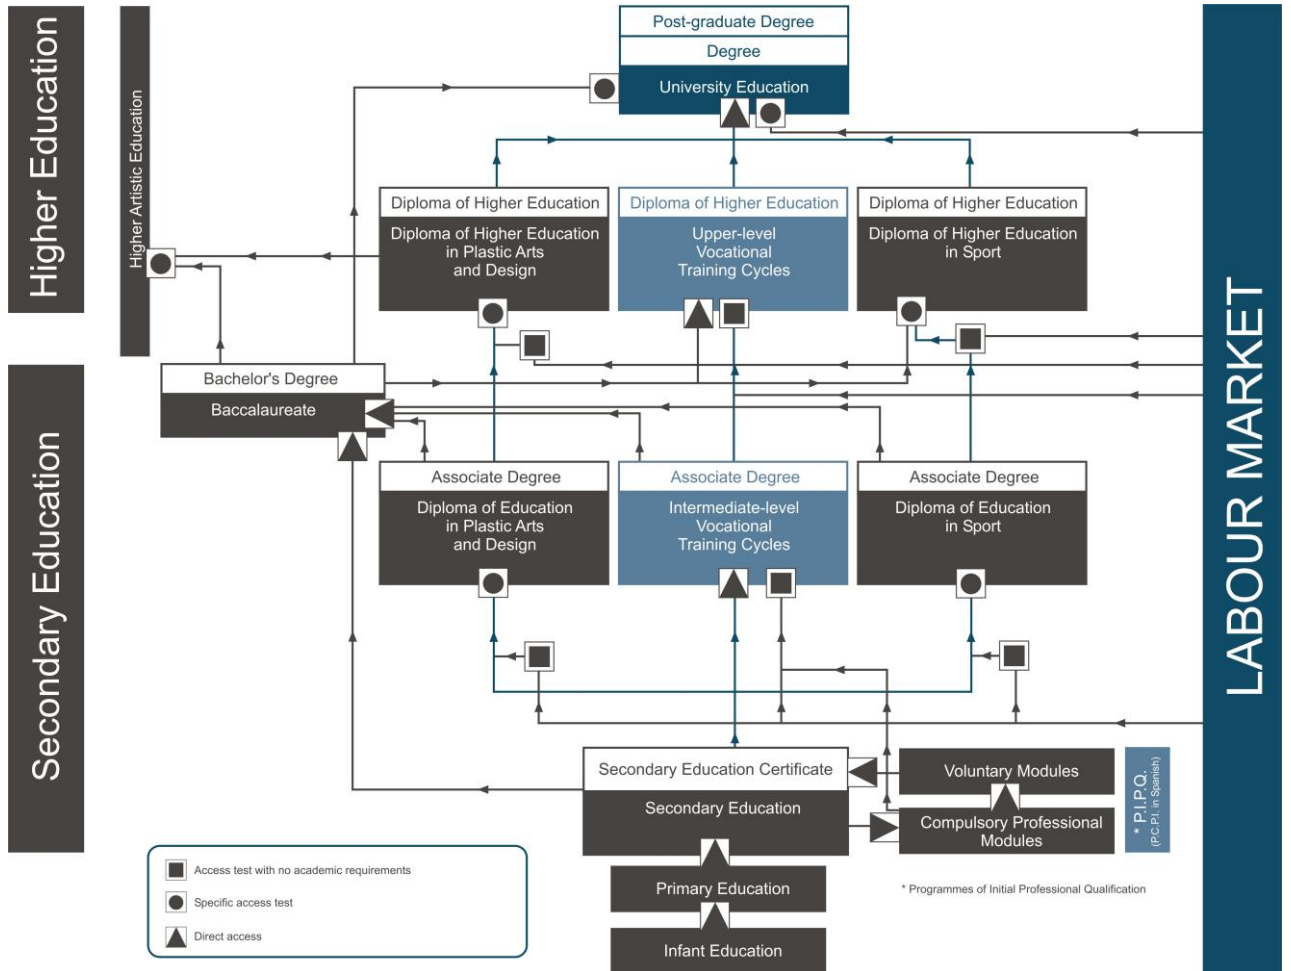 Higher Education
Higher Artistic Education
Post-graduate Degree
Degree
University Education
Diploma of Higher Education
Diploma of Higher Education
in Plastic Arts
and Design
Diploma of Higher Education
Upper-level
Vocational
Training Cycles
Diploma of Higher Education
Diploma of Higher Education
in Sport
LABOUR MARKET
Secondary Education
Bachelor's Degree
Baccalaureate
Associate Degree
Diploma of Education
in Plastic Arts
and Design
Associate Degree
Intermediate-level
Vocational
Training Cycles
Associate Degree
Diploma of Education
in Sport
Secondary Education Certificate
Secondary Education
Voluntary Modules
Compulsory Professional
Modules
* P.I.P.Q.
(P.C.P.I. in Spanish)
Primary Education
Infant Education
* Programmes of Initial Professional Qualification
Access test with no academic requirements
Specific access test
Direct access